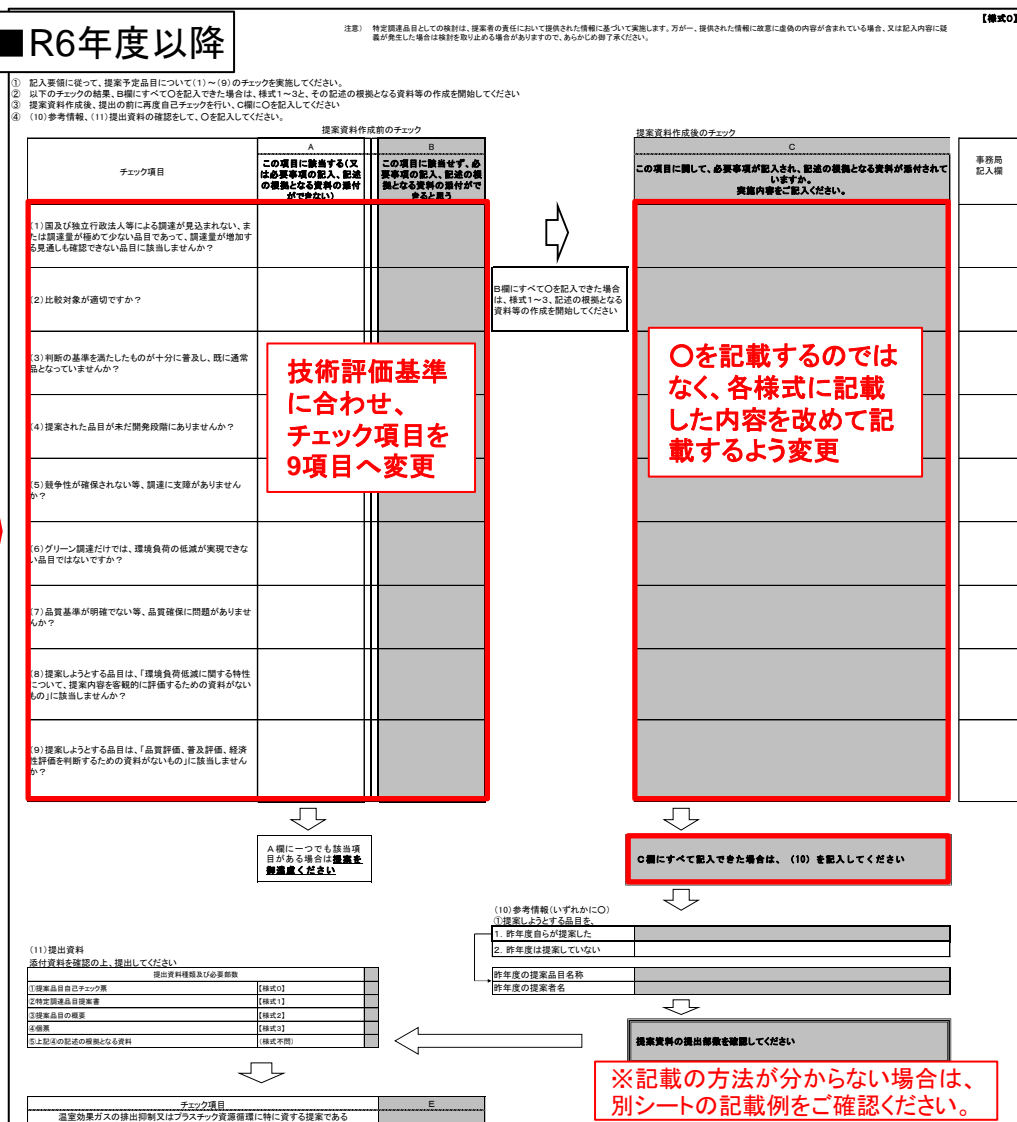 【様式0】
■R6年度以降
注意) 特定調達品目としての検討は、提案者の責任において提供された情報に基づいて実施します。万が一、提供された情報に故意に虚偽の内容が含まれている場合、又は記入内容に疑
義が発生した場合は検討を取り止める場合がありますので、あらかじめ御了承ください。
① 記入要領に従って、提案予定品目について(1)～(9)のチェックを実施してください。
② 以下のチェックの結果、B欄にすべて〇を記入できた場合は、様式1～3と、その記述の根拠となる資料等の作成を開始してください
③ 提案資料作成後、提出の前に再度自己チェックを行い、C欄に〇を記入してください
④ (10)参考情報、(11)提出資料の確認をして、〇を記入してください。
提案資料作成前のチェック
チェック項目
A
この項目に該当する(又
は必要事項の記入、記述
の根拠となる資料の添付
ができない)
B
この項目に該当せず、必
要事項の記入、記述の根
拠となる資料の添付がで
きると思う
提案資料作成後のチェック
C
この項目に関して、必要事項が記入され、記述の根拠となる資料が添付されて
いますか。
実施内容をご記入ください。
事務局
記入欄
(1)国及び独立行政法人等による調達が見込まれない、ま
たは調達量が極めて少ない品目であって、調達量が増加す
る見通しも確認できない品目に該当しませんか?
(2)比較対象が適切ですか?
(3)判断の基準を満たしたものが十分に普及し、既に通常
品となっていませんか?
(4)提案された品目が未だ開発段階にありませんか?
(5)競争性が確保されない等、調達に支障がありません
か?
(6)グリーン調達だけでは、環境負荷の低減が実現できな
い品目ではないですか?
(7)品質基準が明確でない等、品質確保に問題がありませ
んか?
(8)提案しようとする品目は、「環境負荷低減に関する特性
について、提案内容を客観的に評価するための資料がない
もの」に該当しませんか?
(9)提案しようとする品目は、「品質評価、普及評価、経済
性評価を判断するための資料がないもの」に該当しません
か?
技術評価基準
に合わせ、
チェック項目を
9項目へ変更
B欄にすべて〇を記入できた場合
は、様式1～3、記述の根拠となる
資料等の作成を開始してください
〇を記載するのでは
なく、各様式に記載
した内容を改めて記
載するよう変更
A欄に一つでも該当項
目がある場合は提案を
御遠慮ください
C欄にすべて記入できた場合は、(10)を記入してください
(10)参考情報(いずれかに〇)
①提案しようとする品目を、
1. 昨年度自らが提案した
2. 昨年度は提案していない
昨年度の提案品目名称
昨年度の提案者名
(11)提出資料
添付資料を確認の上、提出してください
提出資料種類及び必要部数
①提案品目自己チェック票 【様式0】
②特定調達品目提案書 【様式1】
③提案品目の概要 【様式2】
④個票 【様式3】
⑤上記④の記述の根拠となる資料 (様式不問)
提案資料の提出部数を確認してください
※記載の方法が分からない場合は、
別シートの記載例をご確認ください。
チェック項目 E
温室効果ガスの排出抑制又はプラスチック資源循環に特に資する提案である